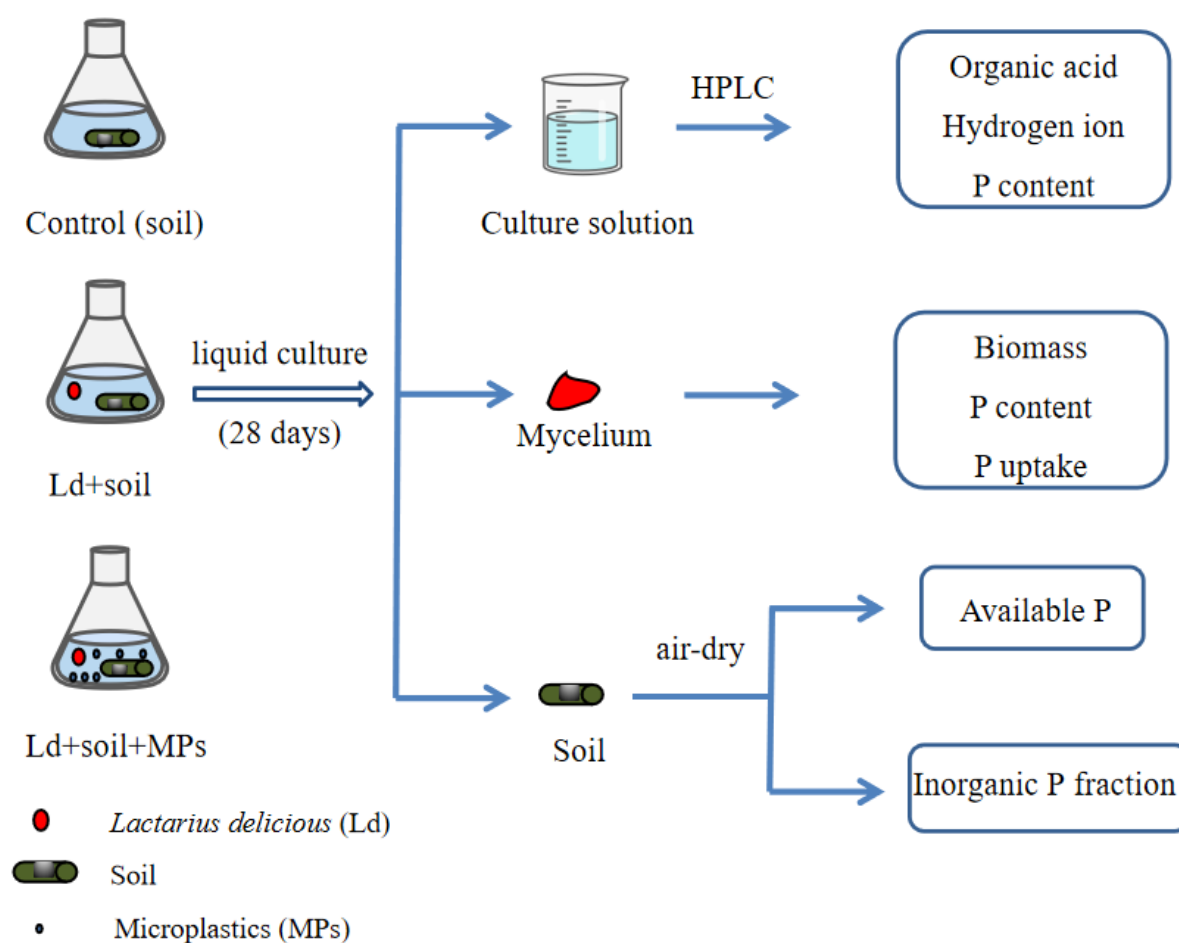 Control (soil)
Ld+soil
Ld+soil+MPs
liquid culture
(28 days)
Culture solution
HPLC
Organic acid
Hydrogen ion
P content
Mycelium
Biomass
P content
P uptake
Soil
air-dry
Available P
Inorganic P fraction
Lactarius delicious (Ld)
Soil
Microplastics (MPs)